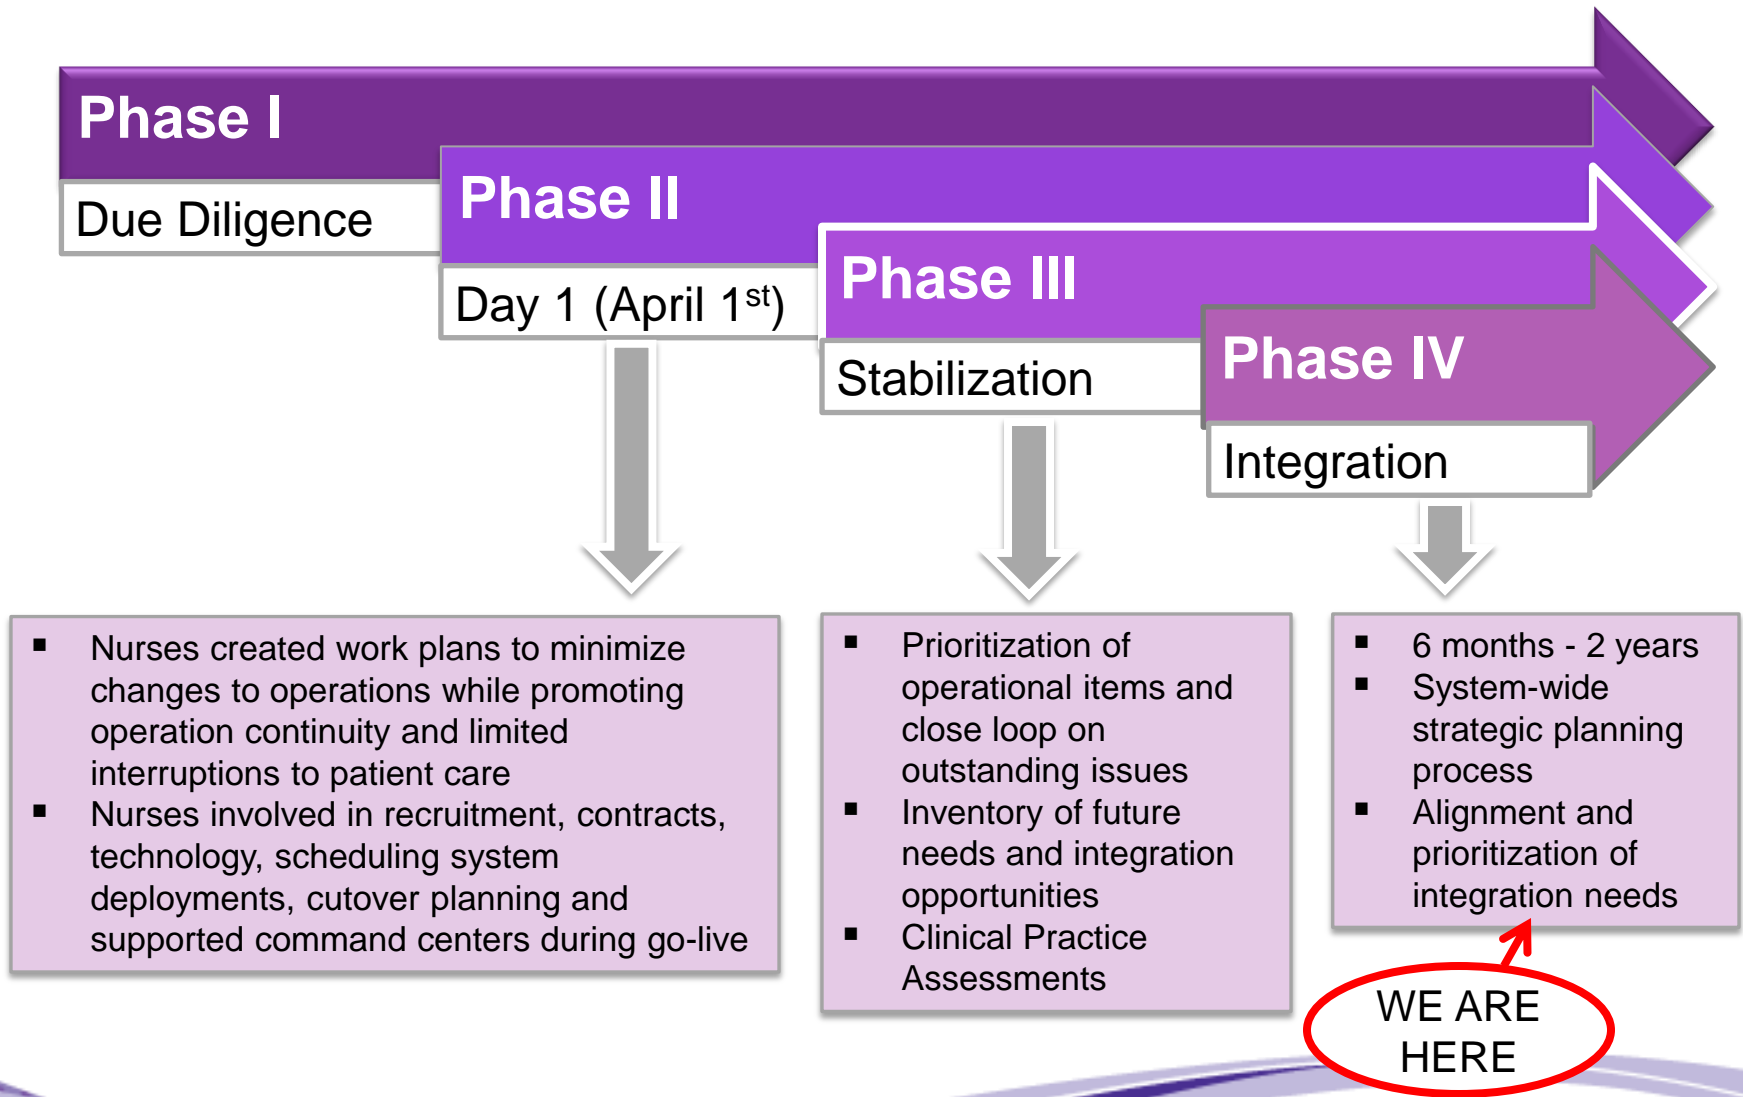 Phase I
Due Diligence
Phase II
Day 1 (April 1st)
Phase III
Stabilization
Phase IV
Integration
▪ Nurses created work plans to minimize
changes to operations while promoting
operation continuity and limited
interruptions to patient care
▪ Nurses involved in recruitment, contracts,
technology, scheduling system
deployments, cutover planning and
supported command centers during go-live
▪ Prioritization of
operational items and
close loop on
outstanding issues
▪ Inventory of future
needs and integration
opportunities
▪ Clinical Practice
Assessments
▪ 6 months - 2 years
▪ System-wide
strategic planning
process
▪ Alignment and
prioritization of
integration needs
WE ARE
HERE